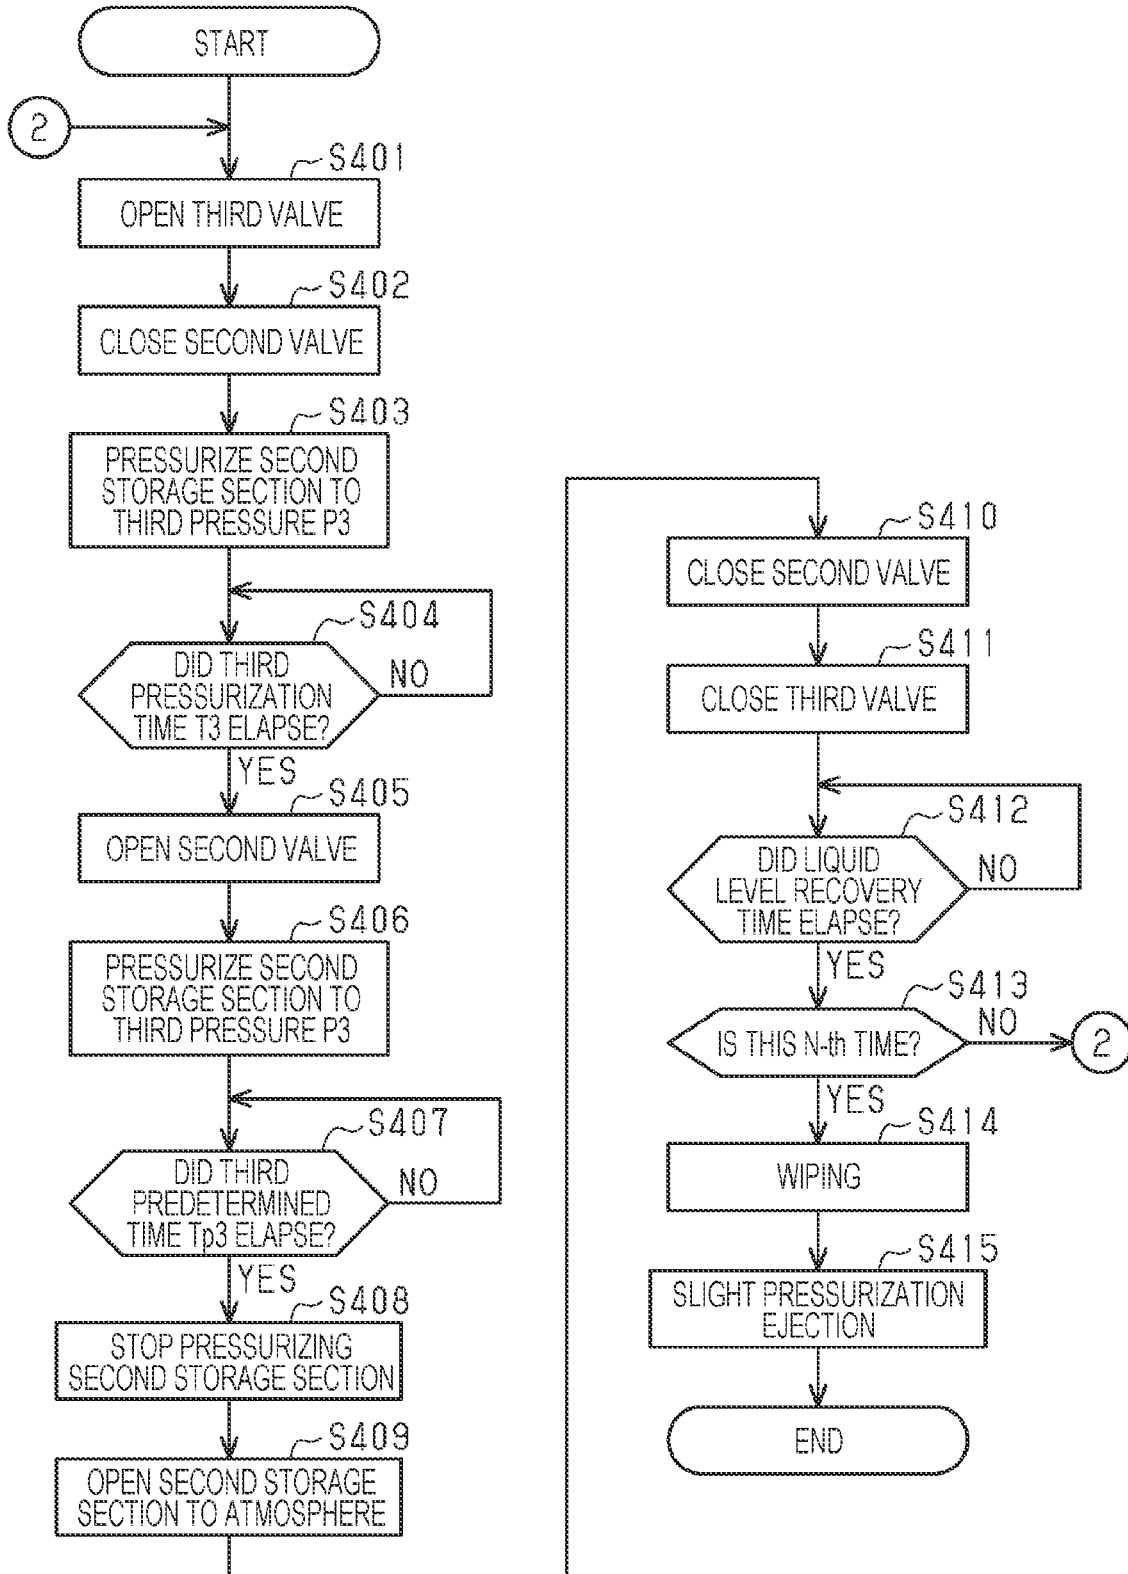 START
2
S401
OPEN THIRD VALVE
S402
CLOSE SECOND VALVE
S403
PRESSURIZE SECOND
STORAGE SECTION TO
THIRD PRESSURE P3
S404
DID THIRD
PRESSURIZATION
TIME T3 ELAPSE?
NO
YES
S405
OPEN SECOND VALVE
S406
PRESSURIZE SECOND
STORAGE SECTION TO
THIRD PRESSURE P3
S407
DID THIRD
PREDETERMINED
TIME Tp3 ELAPSE?
NO
YES
S408
STOP PRESSURIZING
SECOND STORAGE SECTION
S409
OPEN SECOND STORAGE
SECTION TO ATMOSPHERE
S410
CLOSE SECOND VALVE
S411
CLOSE THIRD VALVE
S412
DID LIQUID
LEVEL RECOVERY
TIME ELAPSE?
NO
YES
S413
IS THIS N-th TIME?
NO
2
YES
S414
WIPING
S415
SLIGHT PRESSURIZATION
EJECTION
END